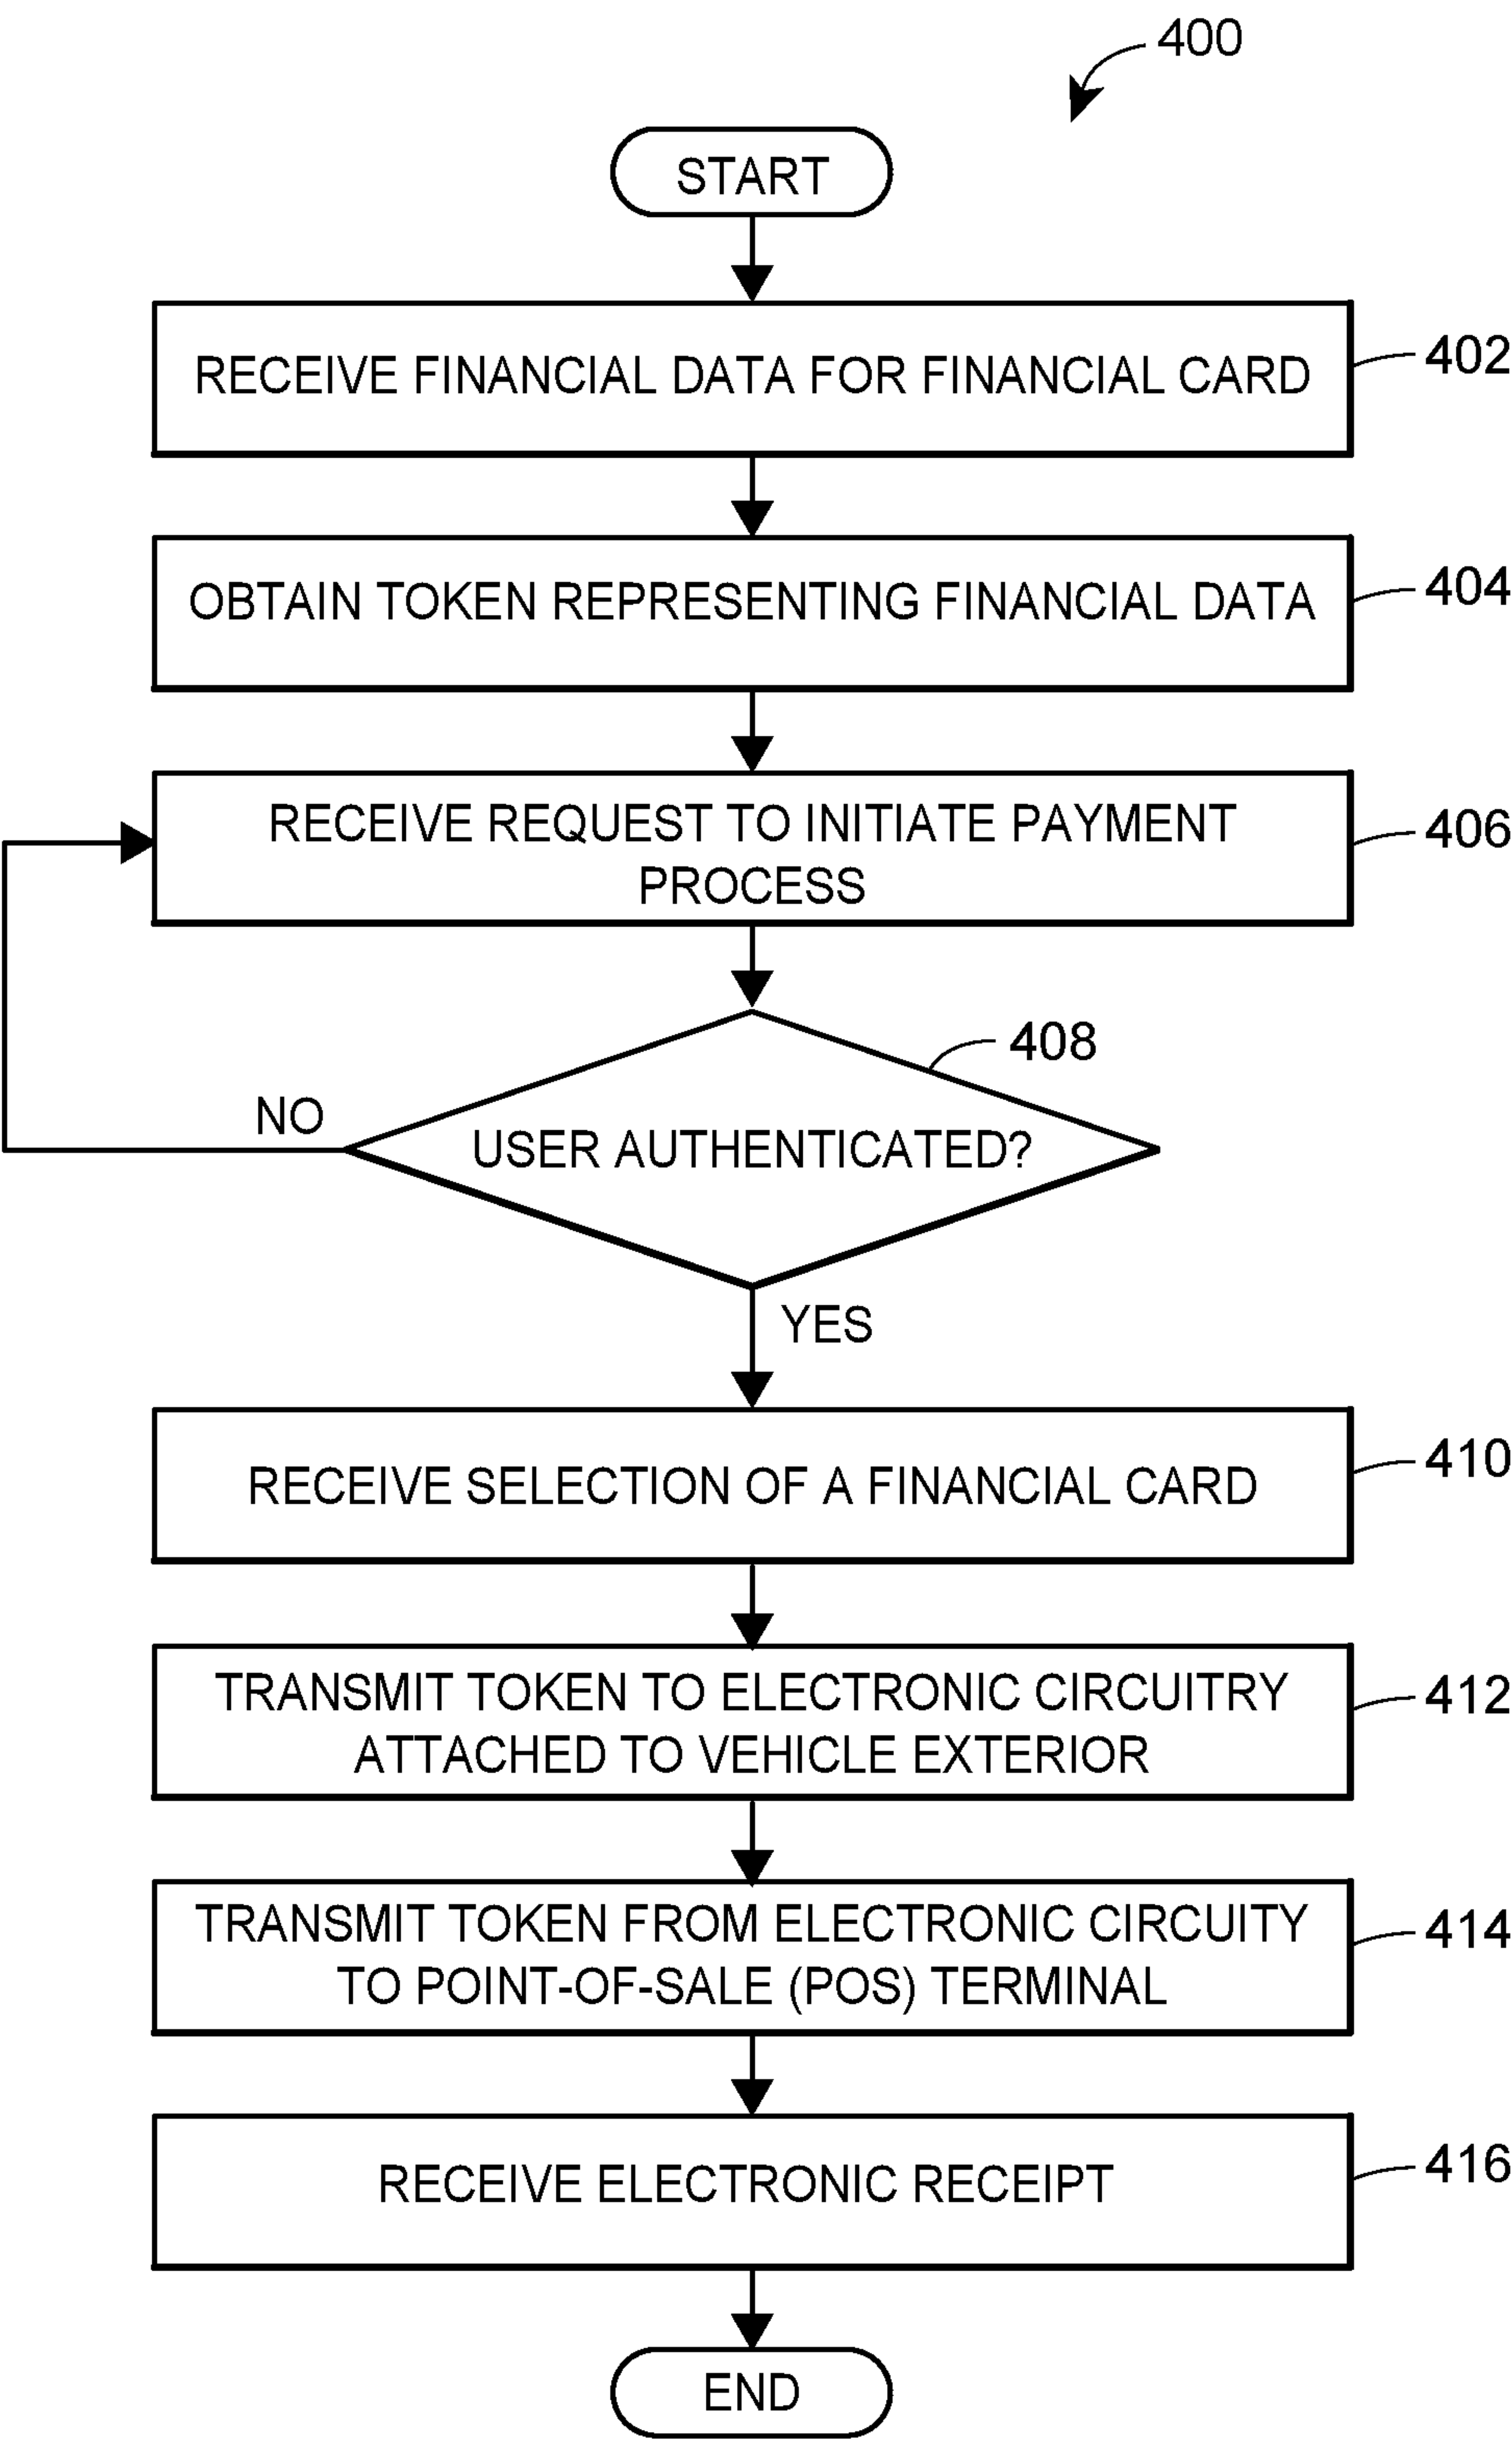 400
START
RECEIVE FINANCIAL DATA FOR FINANCIAL CARD
402
OBTAIN TOKEN REPRESENTING FINANCIAL DATA
404
RECEIVE REQUEST TO INITIATE PAYMENT
PROCESS
406
408
NO
USER AUTHENTICATED?
YES
RECEIVE SELECTION OF A FINANCIAL CARD
410
TRANSMIT TOKEN TO ELECTRONIC CIRCUITRY
ATTACHED TO VEHICLE EXTERIOR
412
TRANSMIT TOKEN FROM ELECTRONIC CIRCUITY
TO POINT-OF-SALE (POS) TERMINAL
414
RECEIVE ELECTRONIC RECEIPT
416
END